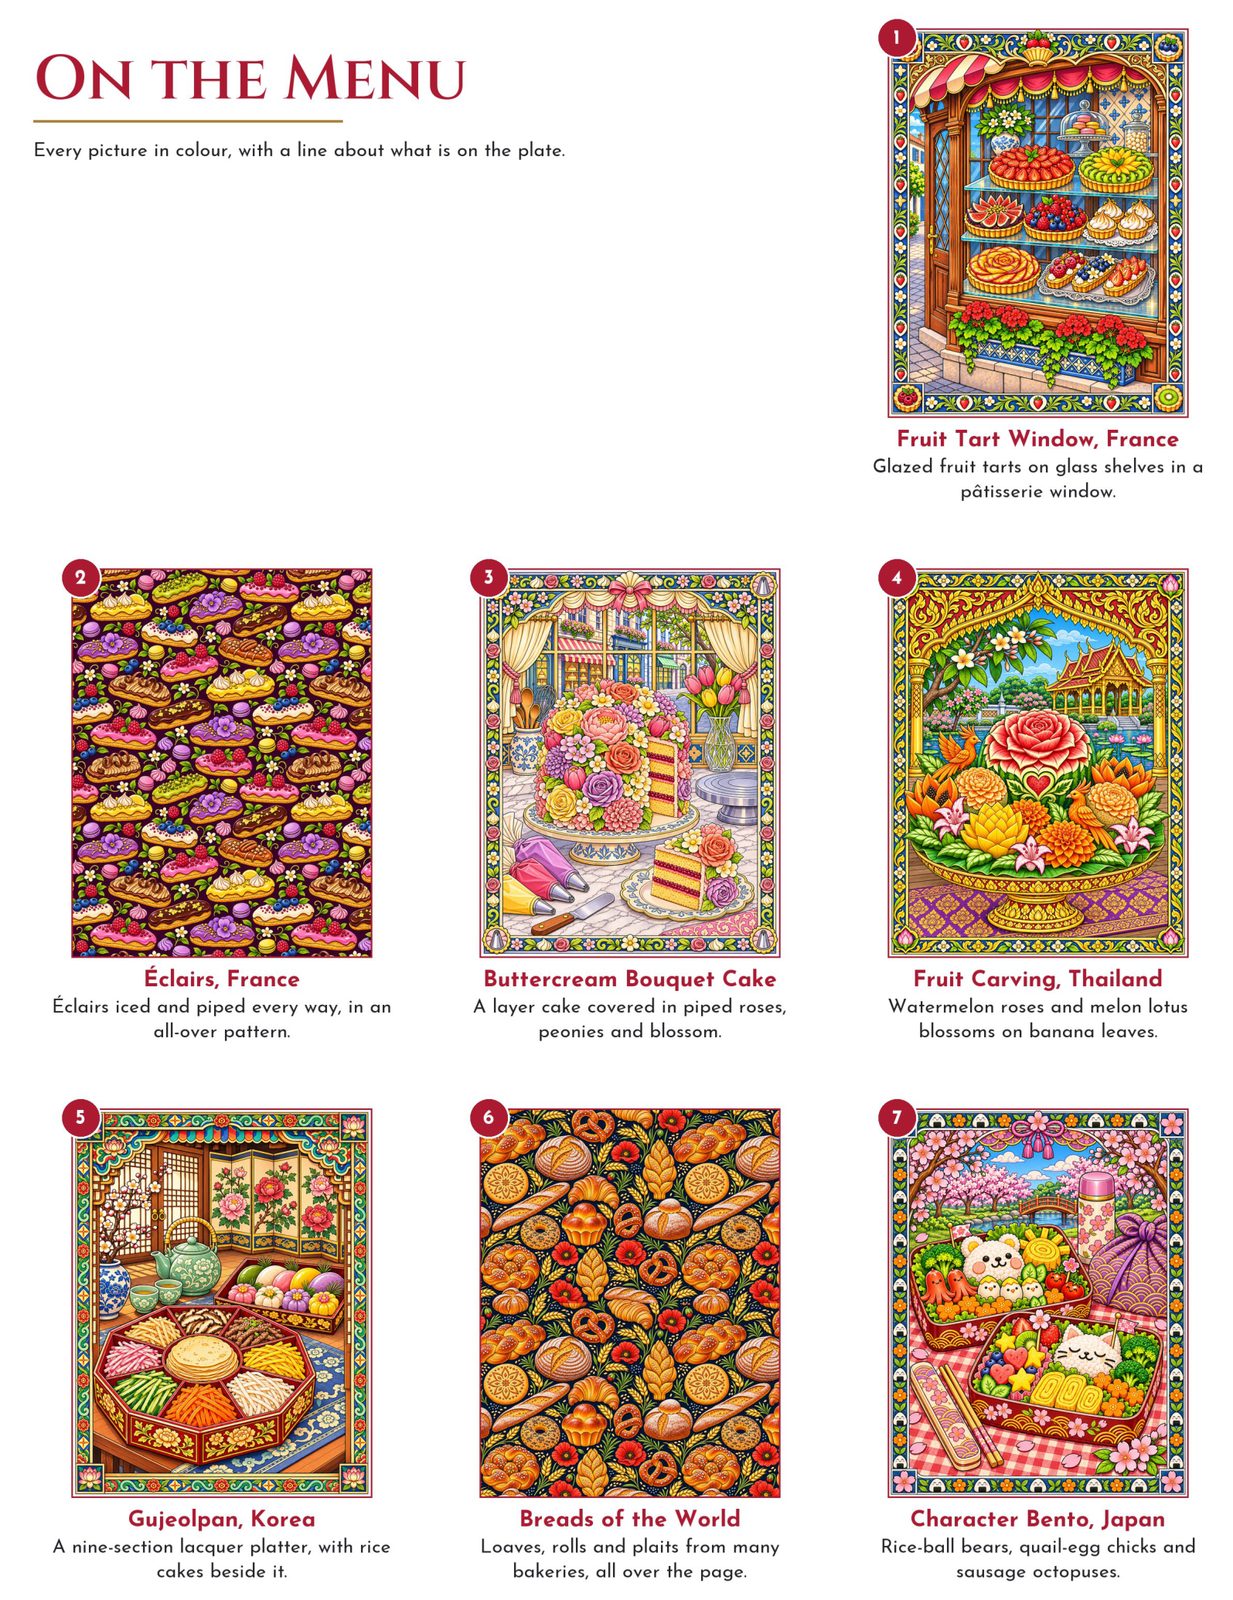 On the Menu
Every picture in colour, with a line about what is on the plate.
1
Fruit Tart Window, France
Glazed fruit tarts on glass shelves in a
pâtisserie window.
2
Éclairs, France
Éclairs iced and piped every way, in an
all-over pattern.
3
Buttercream Bouquet Cake
A layer cake covered in piped roses,
peonies and blossom.
4
Fruit Carving, Thailand
Watermelon roses and melon lotus
blossoms on banana leaves.
5
Gujeolpan, Korea
A nine-section lacquer platter, with rice
cakes beside it.
6
Breads of the World
Loaves, rolls and plaits from many
bakeries, all over the page.
7
Character Bento, Japan
Rice-ball bears, quail-egg chicks and
sausage octopuses.